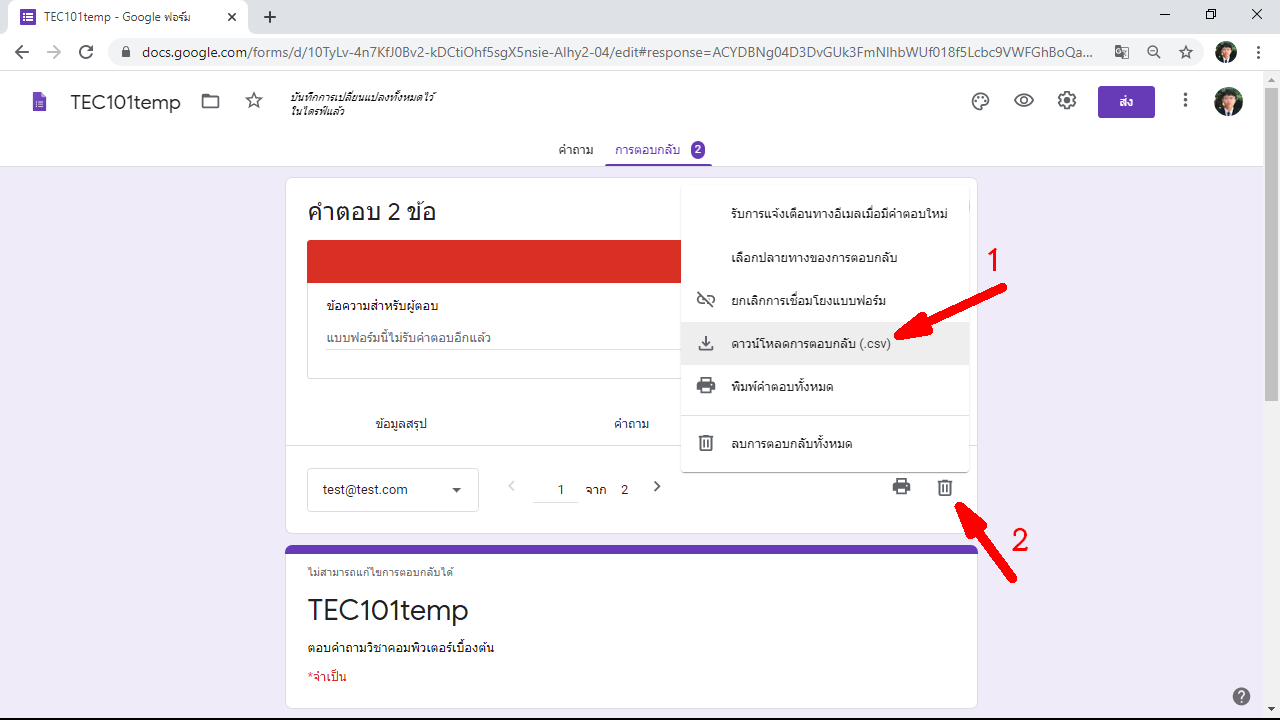 TEC101temp - Google ฟอร์ม
docs.google.com/forms/d/10TyLv-4n7KfJ0Bv2-kDCtiOhf5sgX5nsie-Alhy2-04/edit#response=ACYDBNg04D3DvGUk3FmNlhbWUf018f5Lcbc9VWFGhBoQa...
TEC101temp
บันทึกการเปลี่ยนแปลงทั้งหมดไว้
ในไดรฟ์แล้ว
ส่ง
คำถาม
การตอบกลับ 2
คำตอบ 2 ข้อ
ข้อความสำหรับผู้ตอบ
แบบฟอร์มนี้ไม่รับคำตอบอีกแล้ว
รับการแจ้งเตือนทางอีเมลเมื่อมีคำตอบใหม่
เลือกปลายทางของการตอบกลับ
1
ยกเลิกการเชื่อมโยงแบบฟอร์ม
ดาวน์โหลดการตอบกลับ (.csv)
พิมพ์คำตอบทั้งหมด
ลบการตอบกลับทั้งหมด
ข้อมูลสรุป
คำถาม
test@test.com
1 จาก 2
2
ไม่สามารถแก้ไขการตอบกลับได้
TEC101temp
ตอบคำถามวิชาคอมพิวเตอร์เบื้องต้น
*จำเป็น